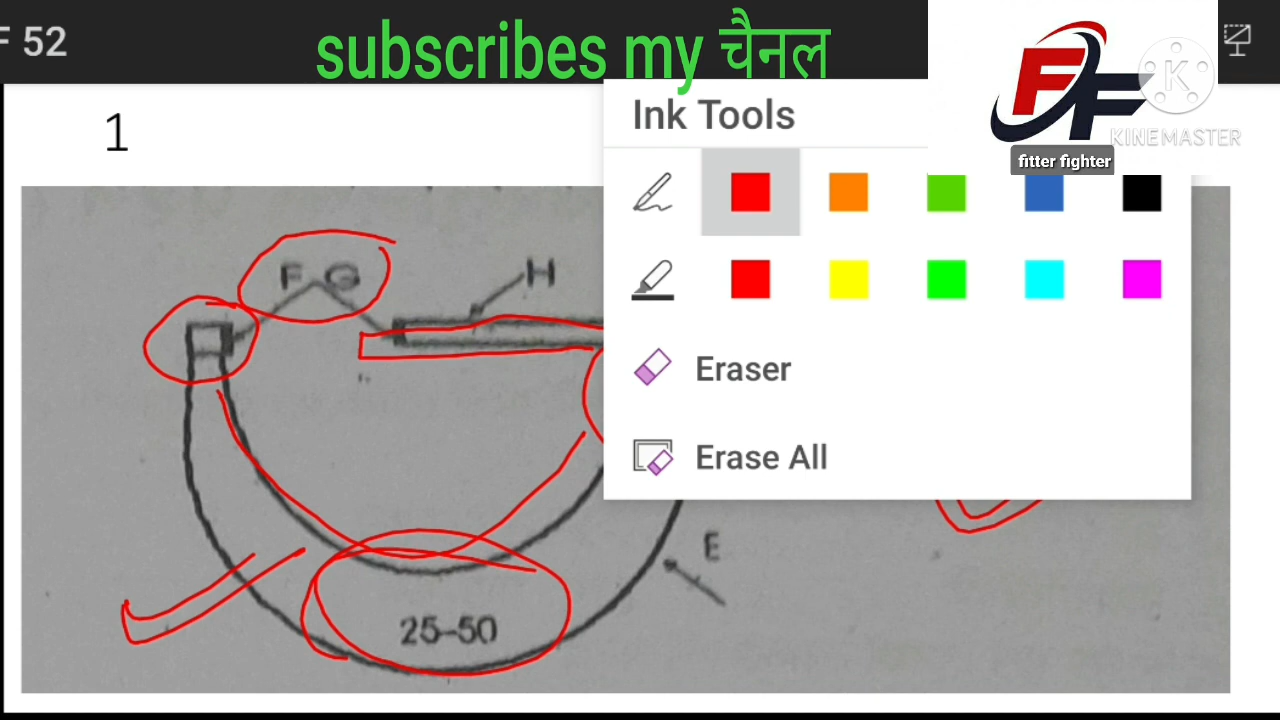 F 52
subscribes my चैनल
1
Ink Tools
KINEMASTER
K
fitter fighter
F G
H
Eraser
Erase All
E
25-50